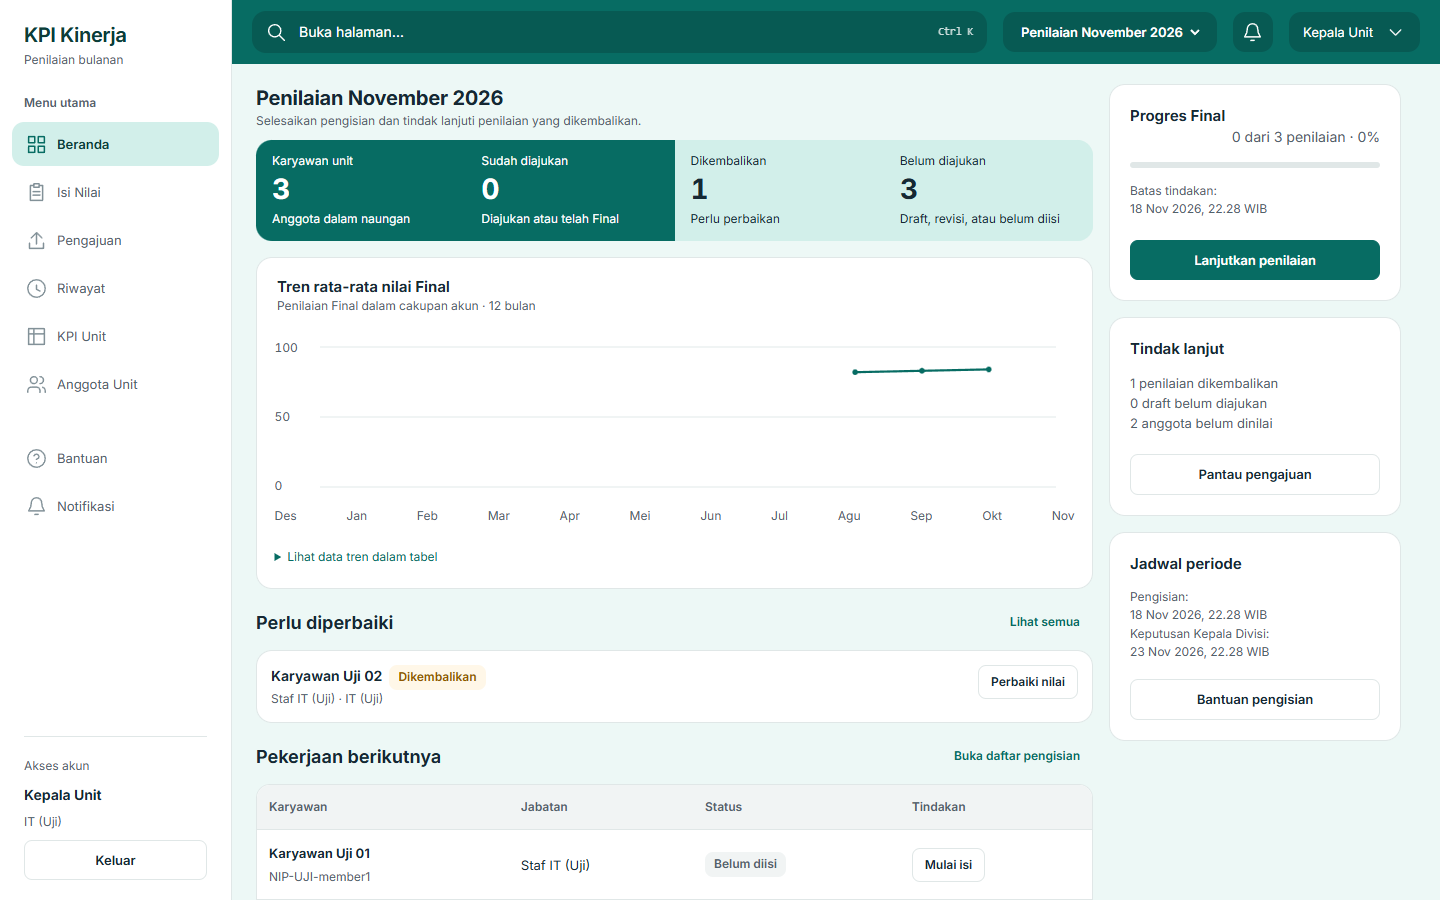 KPI Kinerja
Penilaian bulanan
Menu utama
Beranda
Isi Nilai
Pengajuan
Riwayat
KPI Unit
Anggota Unit
Bantuan
Notifikasi
Akses akun
Kepala Unit
IT (Uji)
Keluar
Buka halaman...
Ctrl K
Penilaian November 2026
Kepala Unit
Penilaian November 2026
Selesaikan pengisian dan tindak lanjuti penilaian yang dikembalikan.
Karyawan unit
3
Anggota dalam naungan
Sudah diajukan
0
Diajukan atau telah Final
Dikembalikan
1
Perlu perbaikan
Belum diajukan
3
Draft, revisi, atau belum diisi
Tren rata-rata nilai Final
Penilaian Final dalam cakupan akun · 12 bulan
100
50
0
Des Jan Feb Mar Apr Mei Jun Jul Agu Sep Okt Nov
Lihat data tren dalam tabel
Perlu diperbaiki
Lihat semua
Karyawan Uji 02 Dikembalikan
Staf IT (Uji) · IT (Uji)
Perbaiki nilai
Pekerjaan berikutnya
Buka daftar pengisian
Karyawan Jabatan Status Tindakan
Karyawan Uji 01
NIP-UJI-member1
Staf IT (Uji)
Belum diisi
Mulai isi
Progres Final
0 dari 3 penilaian · 0%
Batas tindakan:
18 Nov 2026, 22.28 WIB
Lanjutkan penilaian
Tindak lanjut
1 penilaian dikembalikan
0 draft belum diajukan
2 anggota belum dinilai
Pantau pengajuan
Jadwal periode
Pengisian:
18 Nov 2026, 22.28 WIB
Keputusan Kepala Divisi:
23 Nov 2026, 22.28 WIB
Bantuan pengisian